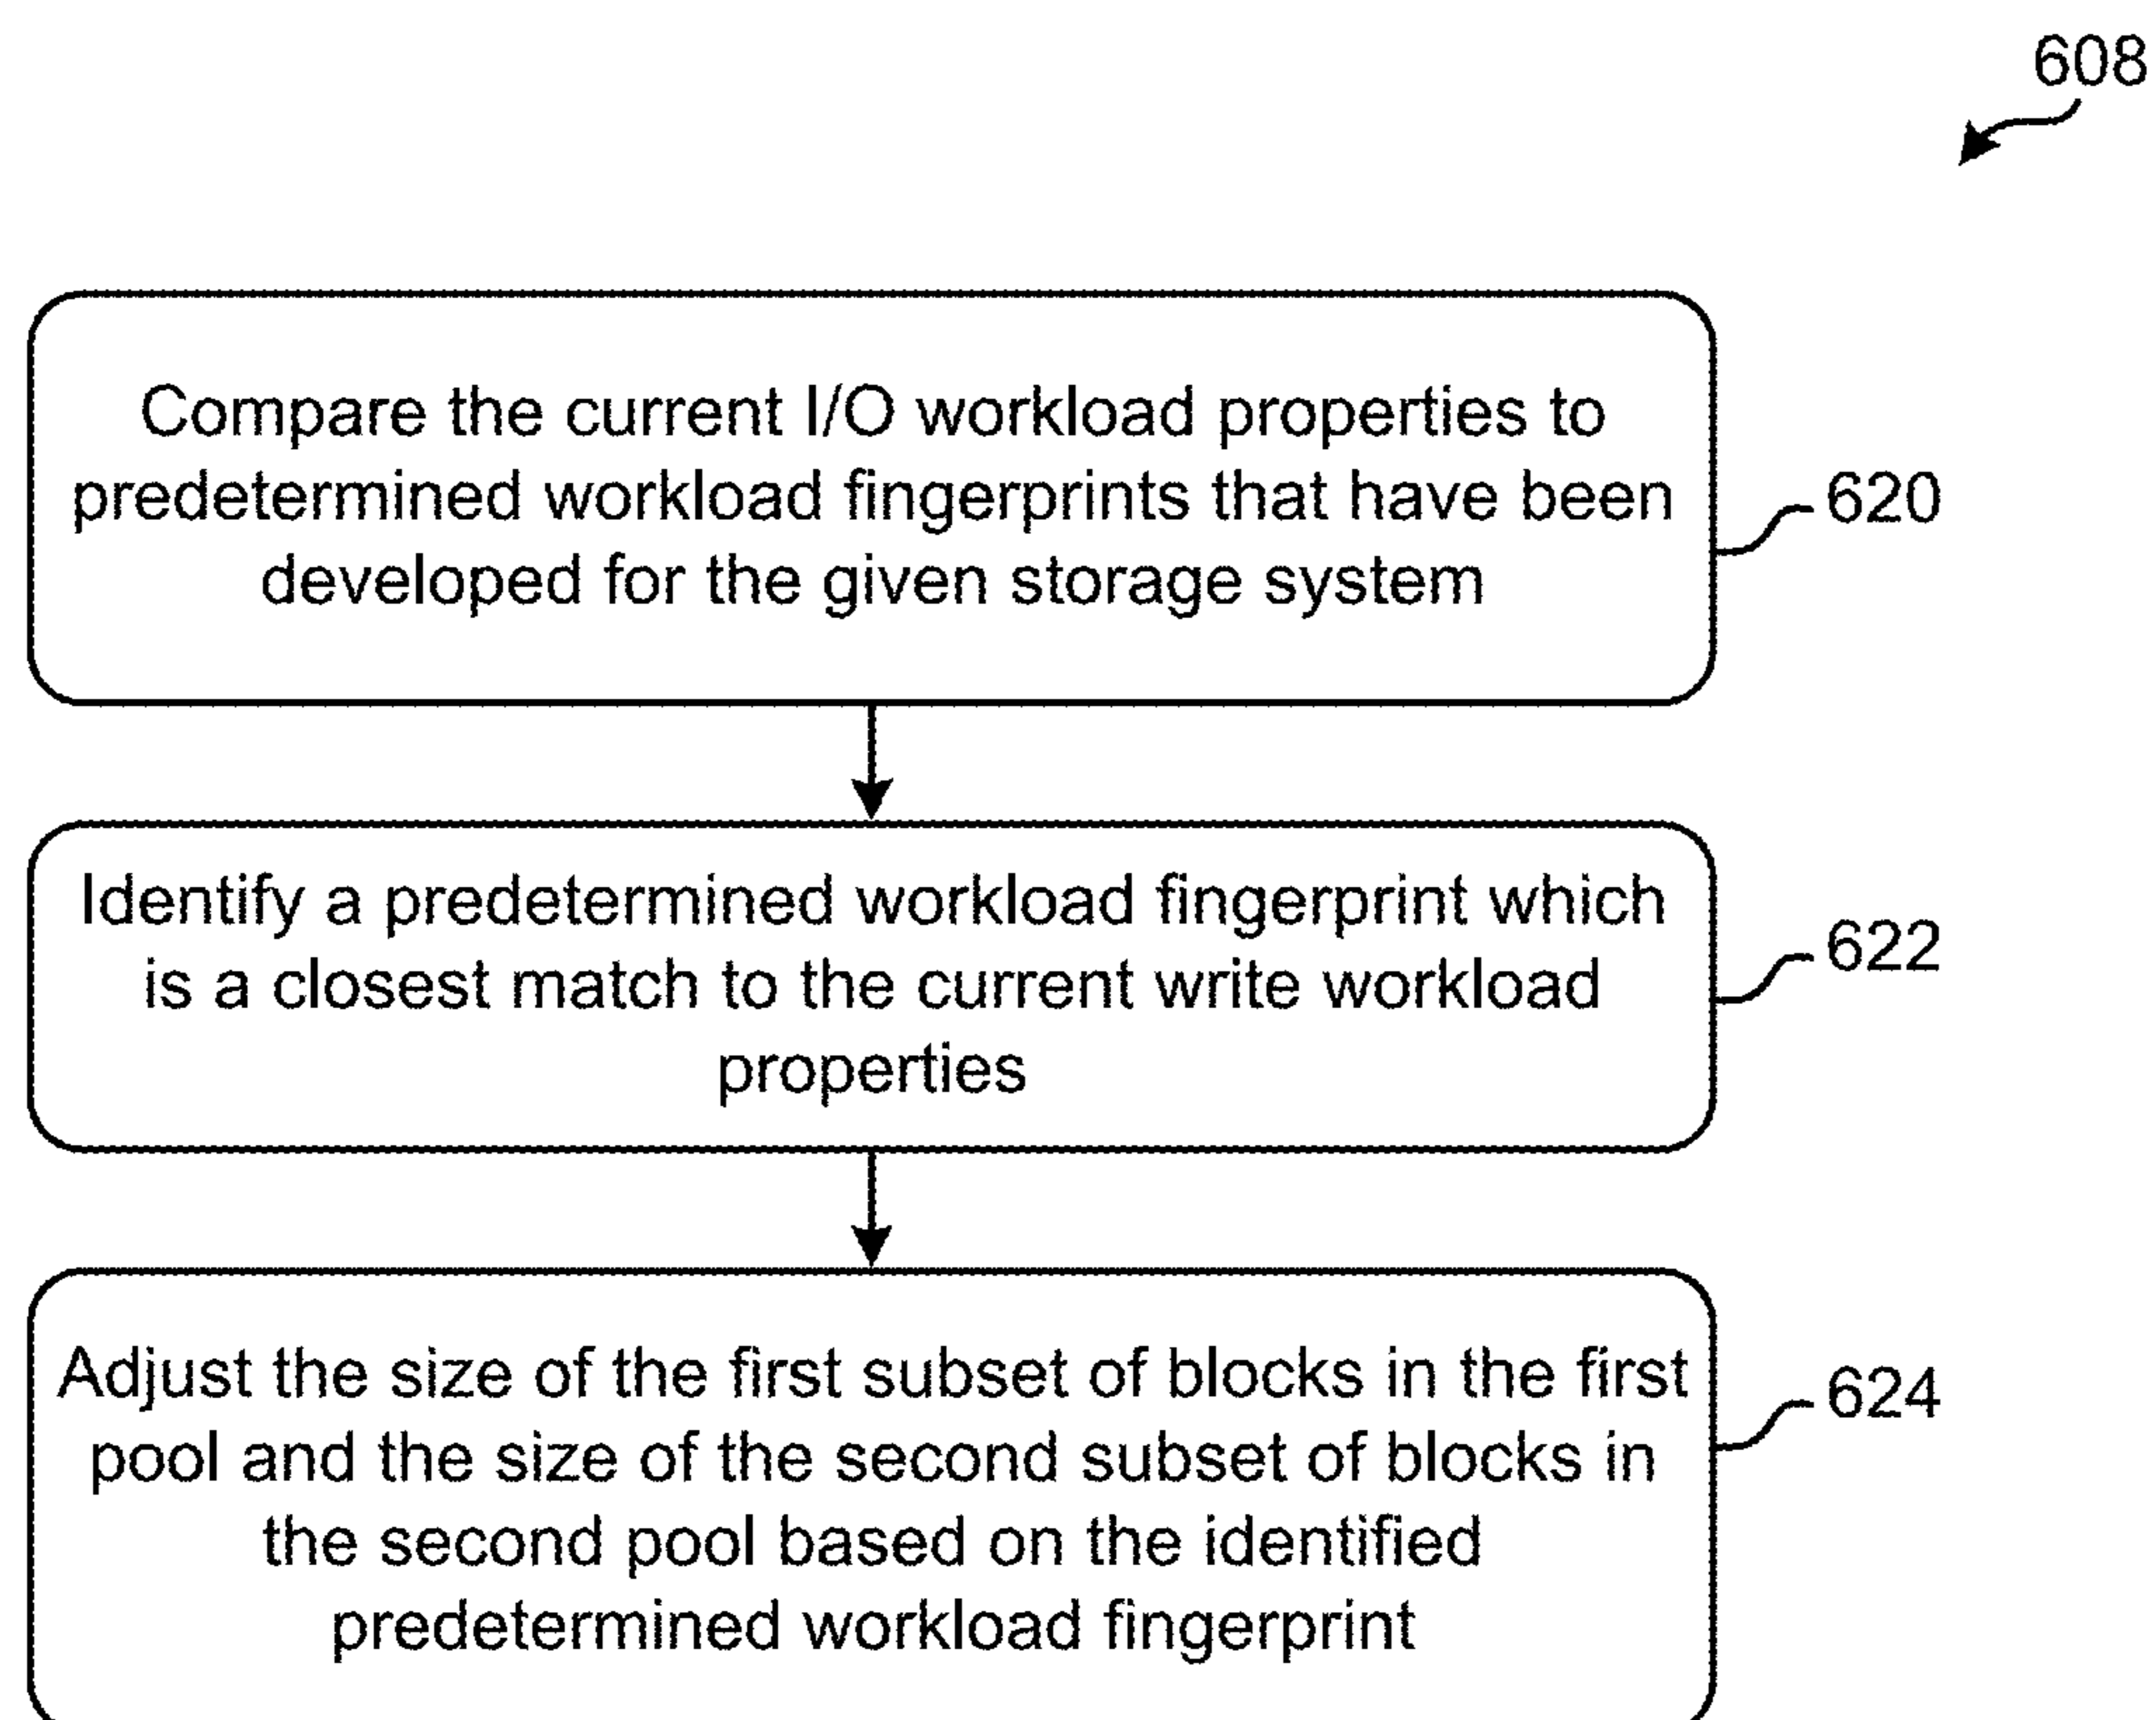 608
Compare the current I/O workload properties to
predetermined workload fingerprints that have been
developed for the given storage system
620
Identify a predetermined workload fingerprint which
is a closest match to the current write workload
properties
622
Adjust the size of the first subset of blocks in the first
pool and the size of the second subset of blocks in
the second pool based on the identified
predetermined workload fingerprint
624